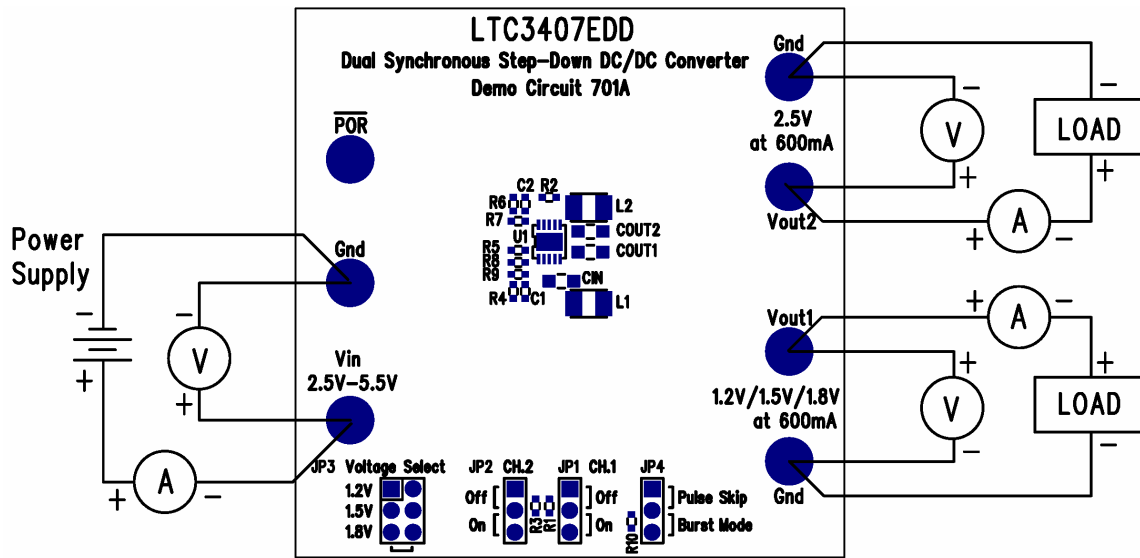 LTC3407EDD
Dual Synchronous Step-Down DC/DC Converter
Demo Circuit 701A
POR
Gnd
2.5V
at 600mA
Vout2
-
V
+
-
LOAD
+
+
A
-
C2
R2
R6
R7
U1
L2
COUT2
COUT1
R5
R8
R9
R4
C1
CIN
L1
Power
Supply
-
+
-
V
+
+
A
-
Gnd
Vin
2.5V-5.5V
Vout1
1.2V/1.5V/1.8V
at 600mA
Gnd
+
A
-
+
V
-
+
LOAD
-
JP3 Voltage Select
1.2V
1.5V
1.8V
JP2 CH.2
Off
On
R3
R1
JP1 CH.1
Off
On
JP4
Pulse Skip
Burst Mode
R10